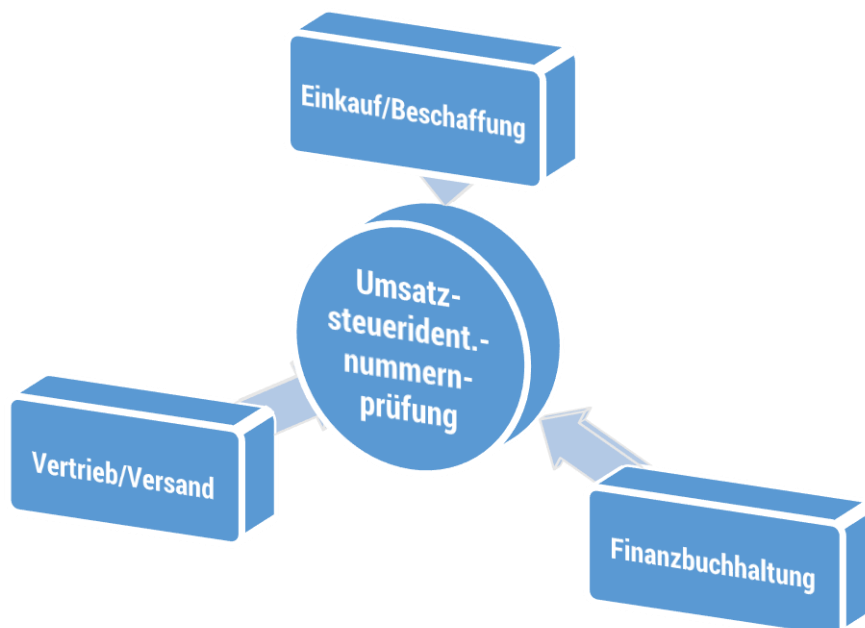 Einkauf/Beschaffung
Umsatz-
steuerident.-
nummern-
prüfung
Vertrieb/Versand
Finanzbuchhaltung